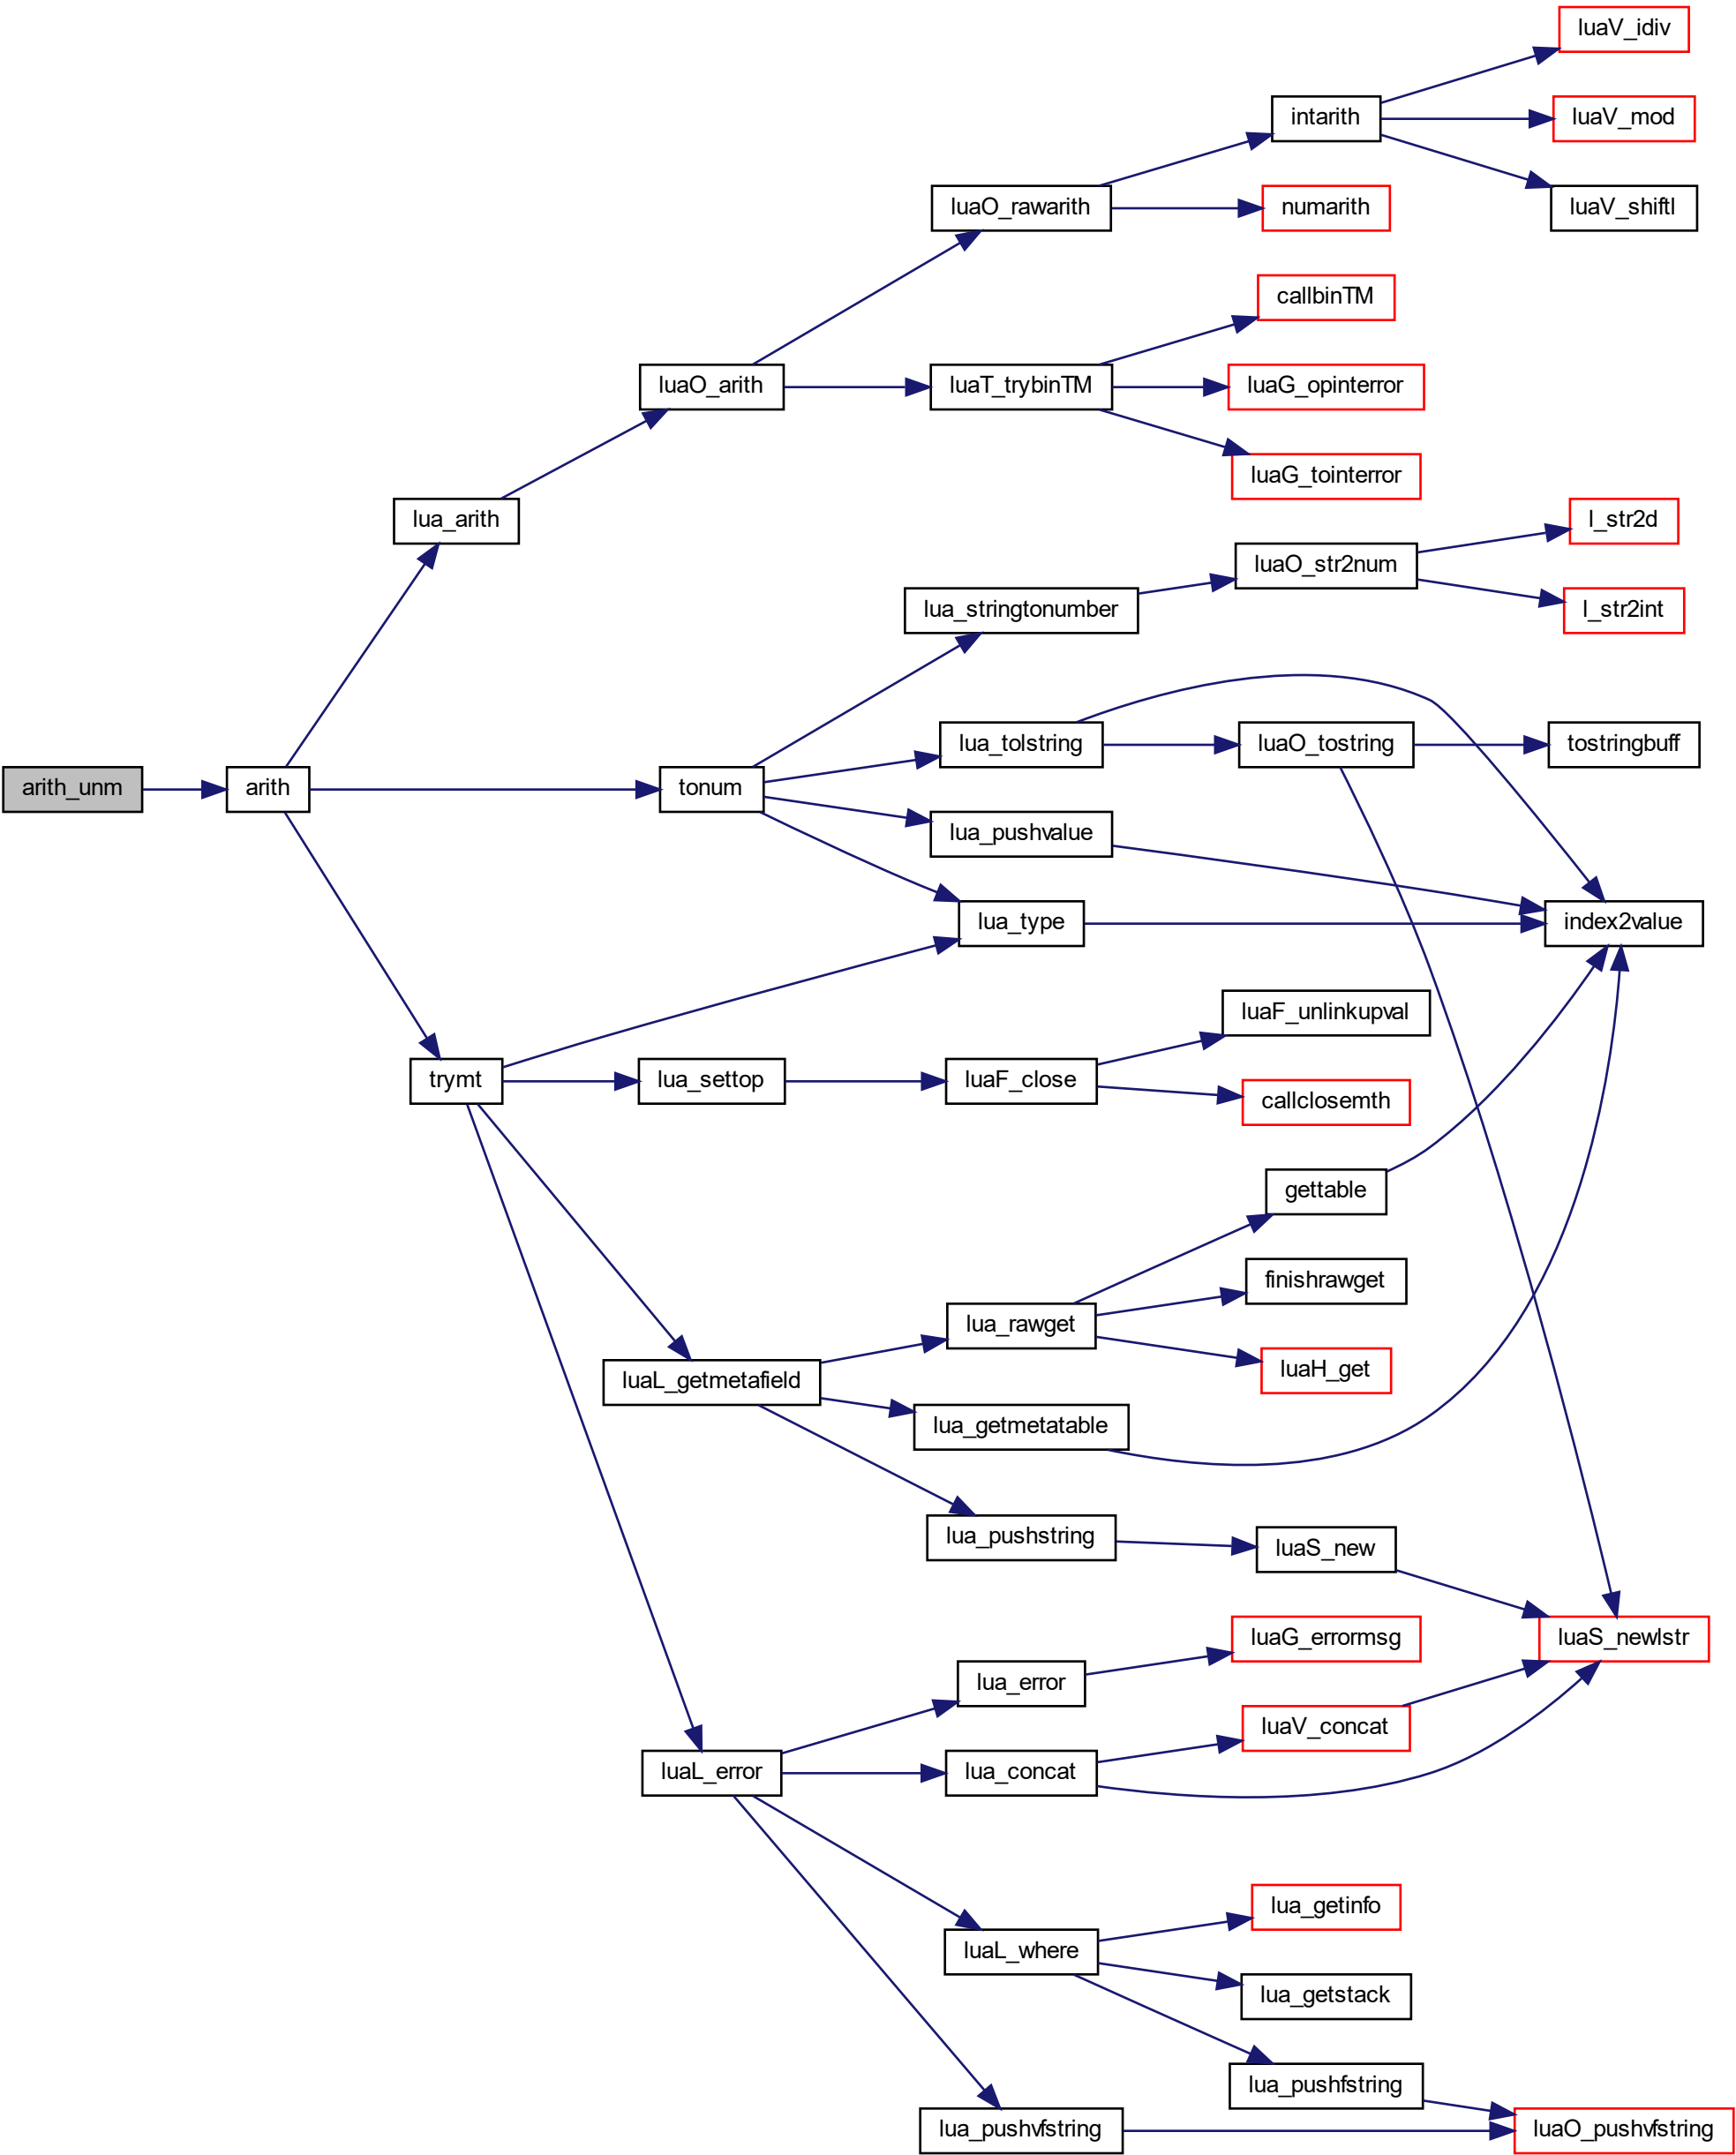 luaV_idiv
intarith
luaV_mod
luaO_rawarith
numarith
luaV_shiftl
callbinTM
luaO_arith
luaT_trybinTM
luaG_opinterror
luaG_tointerror
lua_arith
l_str2d
luaO_str2num
lua_stringtonumber
l_str2int
lua_tolstring
luaO_tostring
tostringbuff
arith_unm
arith
tonum
lua_pushvalue
lua_type
index2value
luaF_unlinkupval
trymt
lua_settop
luaF_close
callclosemth
gettable
finishrawget
lua_rawget
luaL_getmetafield
luaH_get
lua_getmetatable
lua_pushstring
luaS_new
luaG_errormsg
luaS_newlstr
lua_error
luaV_concat
luaL_error
lua_concat
lua_getinfo
luaL_where
lua_getstack
lua_pushfstring
lua_pushvfstring
luaO_pushvfstring